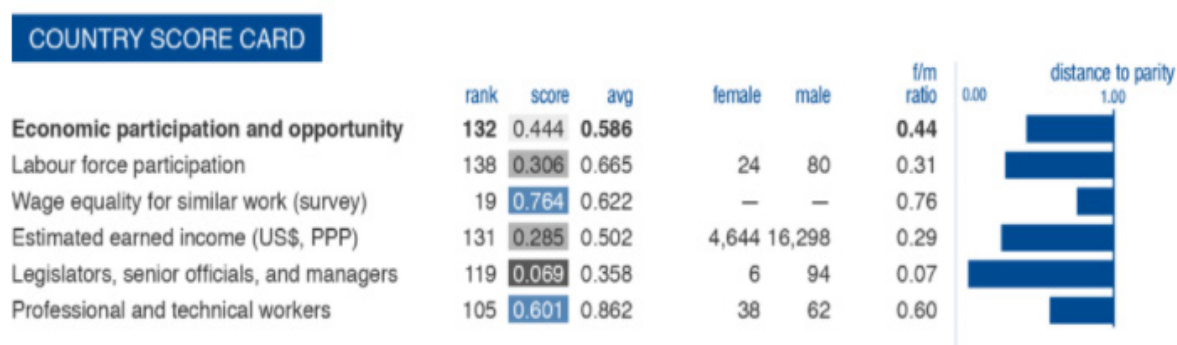 COUNTRY SCORE CARD
f/m distance to parity
rank score avg female male ratio 0.00 1.00
Economic participation and opportunity 132 0.444 0.586 0.44
Labour force participation 138 0.306 0.665 24 80 0.31
Wage equality for similar work (survey) 19 0.764 0.622 — — 0.76
Estimated earned income (US$, PPP) 131 0.285 0.502 4,644 16,298 0.29
Legislators, senior officials, and managers 119 0.069 0.358 6 94 0.07
Professional and technical workers 105 0.601 0.862 38 62 0.60